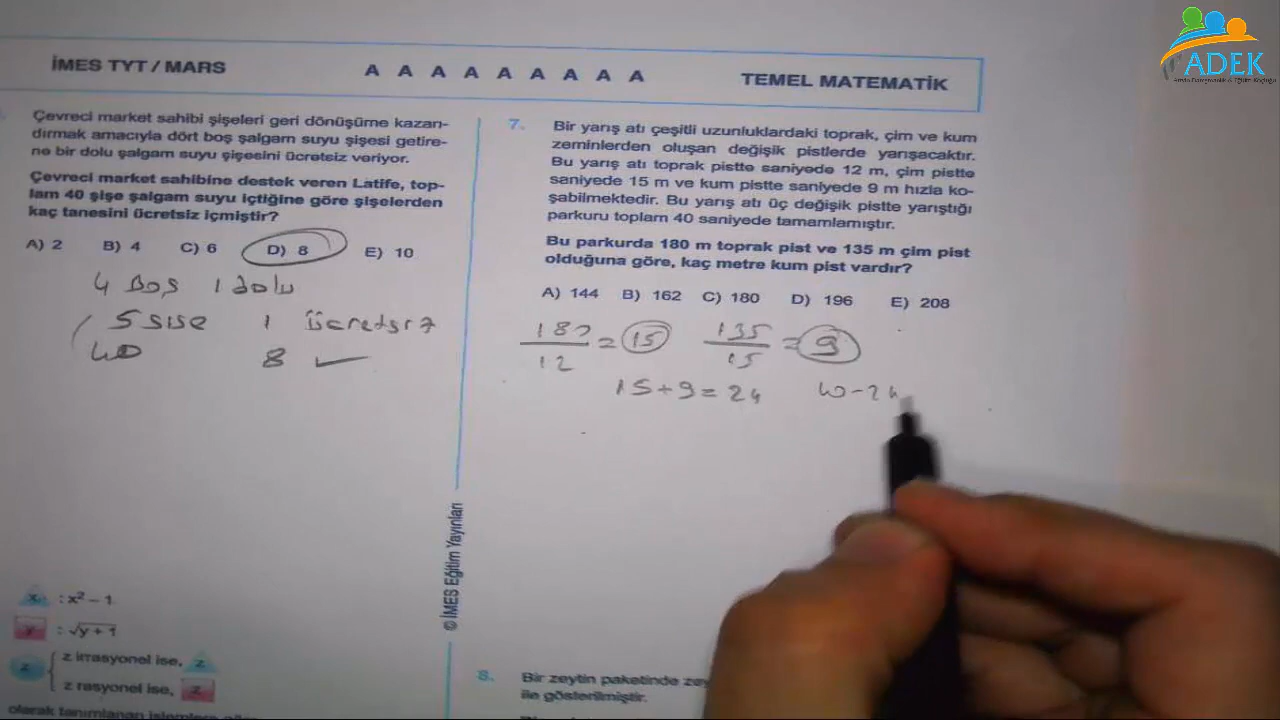 ADEK
İMES TYT / MARS
A A A A A A A A A
TEMEL MATEMATİK
Çevreci market sahibi şişeleri geri dönüşüme kazan-
dırmak amacıyla dört boş şalgam suyu şişesi getire-
ne bir dolu şalgam suyu şişesini ücretsiz veriyor.
Çevreci market sahibine destek veren Latife, top-
lam 40 şişe şalgam suyu içtiğine göre şişelerden
kaç tanesini ücretsiz içmiştir?
A) 2 B) 4 C) 6 D) 8 E) 10
4 Boş 1 dolu
5 şişe 1 ücretsiz
40 8 ✓
x : x² – 1
y : √y + 1
z { z irrasyonel ise, z
z rasyonel ise, z
© İMES Eğitim Yayınları
7. Bir yarış atı çeşitli uzunluklardaki toprak, çim ve kum
zeminlerden oluşan değişik pistlerde yarışacaktır.
Bu yarış atı toprak pistte saniyede 12 m, çim pistte
saniyede 15 m ve kum pistte saniyede 9 m hızla ko-
şabilmektedir. Bu yarış atı üç değişik pistte yarıştığı
parkuru toplam 40 saniyede tamamlamıştır.
Bu parkurda 180 m toprak pist ve 135 m çim pist
olduğuna göre, kaç metre kum pist vardır?
A) 144 B) 162 C) 180 D) 196 E) 208
180/12 = 15 135/15 = 9
15 + 9 = 24 40 - 24
8. Bir zeytin paketinde
ile gösterilmiştir.